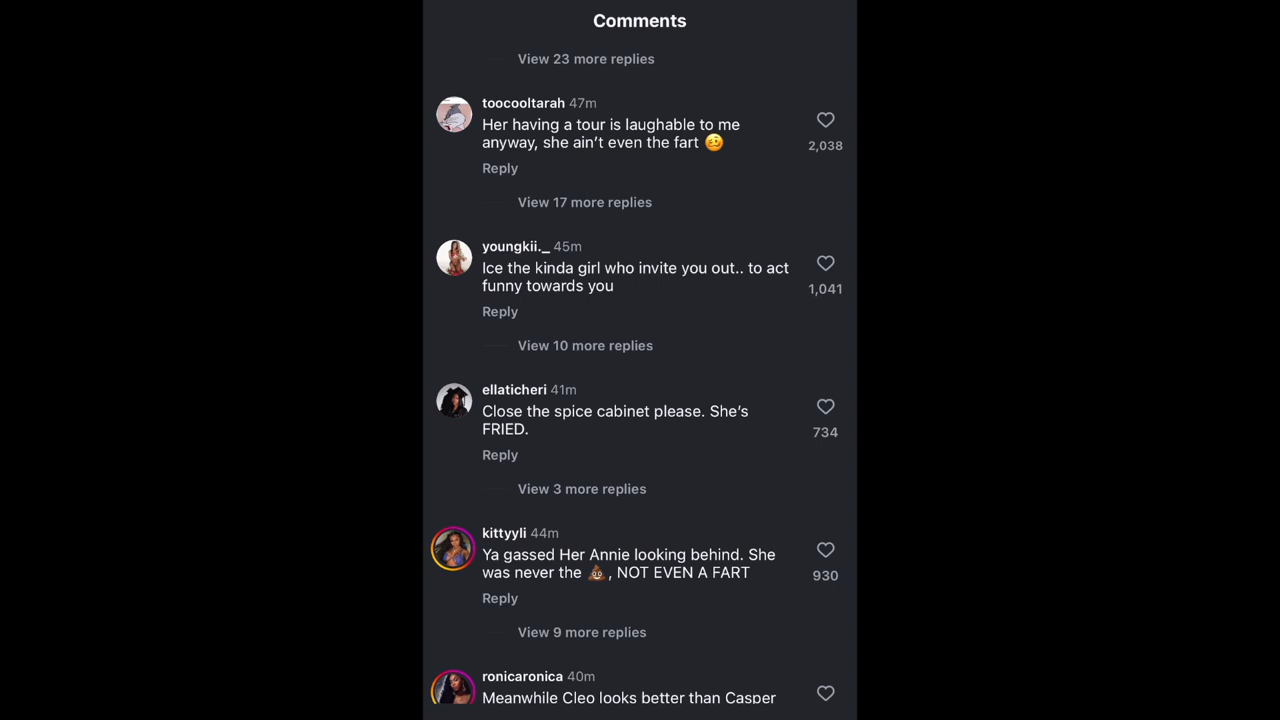 Comments
View 23 more replies
toocooltarah 47m
Her having a tour is laughable to me
anyway, she ain’t even the fart 🥴
2,038
Reply
View 17 more replies
youngkii._ 45m
Ice the kinda girl who invite you out.. to act
funny towards you
1,041
Reply
View 10 more replies
ellaticheri 41m
Close the spice cabinet please. She’s
FRIED.
734
Reply
View 3 more replies
kittyyli 44m
Ya gassed Her Annie looking behind. She
was never the 💩, NOT EVEN A FART
930
Reply
View 9 more replies
ronicaronica 40m
Meanwhile Cleo looks better than Casper